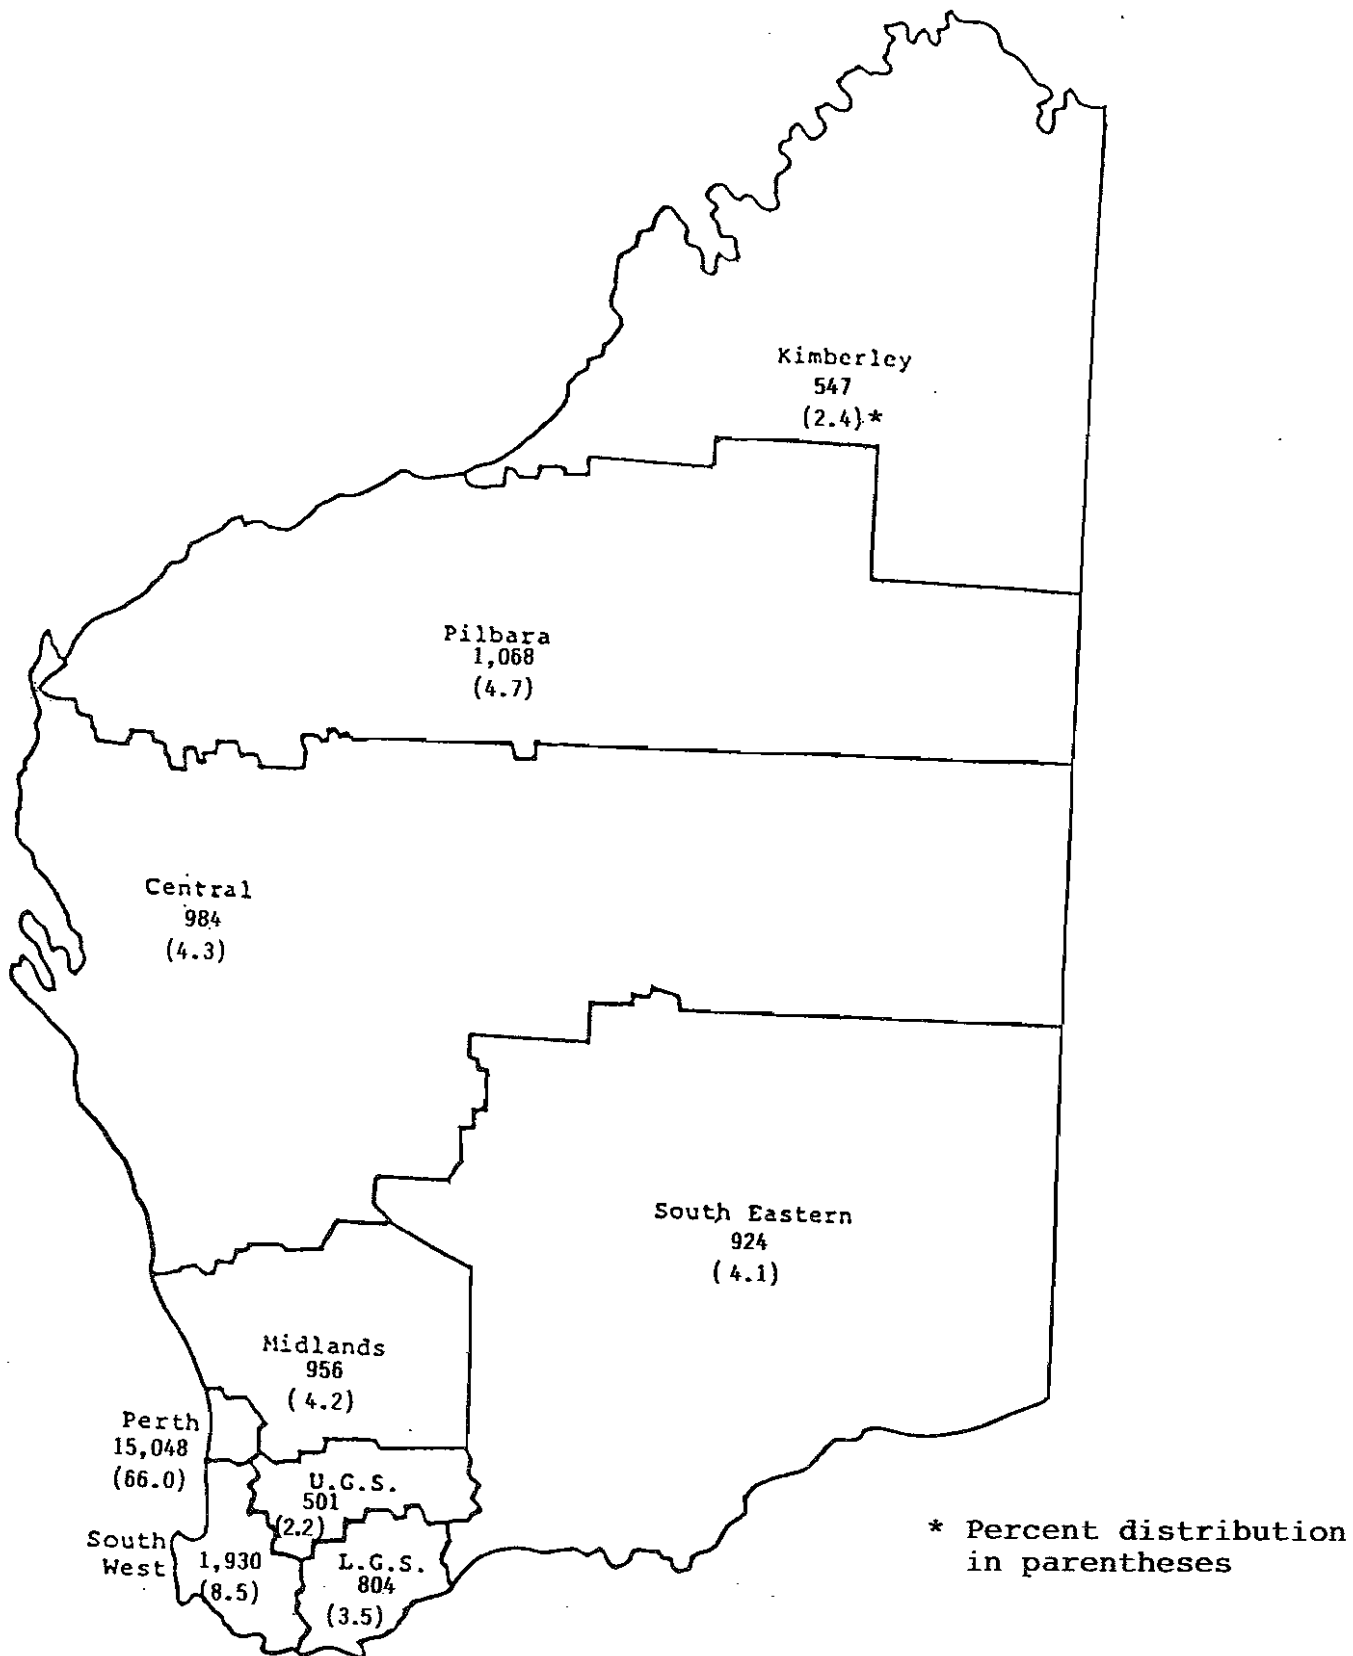 Kimberley
547
(2.4)*
Pilbara
1,068
(4.7)
Central
984
(4.3)
South Eastern
924
(4.1)
Midlands
956
(4.2)
Perth
15,048
(66.0)
U.G.S.
501
(2.2)
South
West
1,930
(8.5)
L.G.S.
804
(3.5)
* Percent distribution
in parentheses